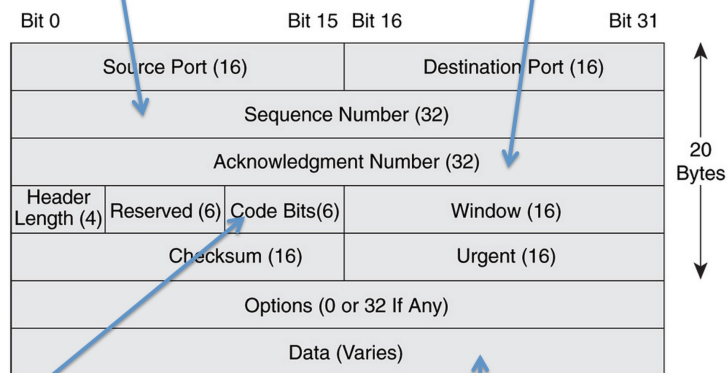 Bit 0 Bit 15 Bit 16 Bit 31
Source Port (16) Destination Port (16)
Sequence Number (32)
Acknowledgment Number (32)
20
Bytes
Header
Length (4) Reserved (6) Code Bits(6) Window (16)
Checksum (16) Urgent (16)
Options (0 or 32 If Any)
Data (Varies)